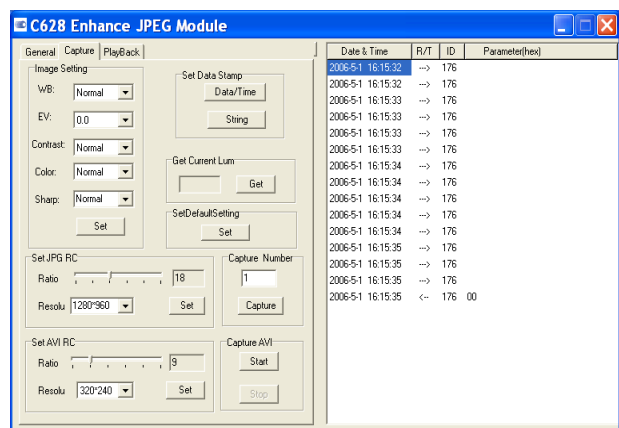 C628 Enhance JPEG Module
General Capture PlayBack
Image Setting
WB: Normal
EV: 0.0
Contrast: Normal
Color: Normal
Sharp: Normal
Set
Set Data Stamp
Data/Time
String
Get Current Lum
Get
SetDefaultSetting
Set
Set JPG RC
Ratio 18
Resolu 1280*960 Set
Capture Number
1
Capture
Set AVI RC
Ratio 9
Resolu 320*240 Set
Capture AVI
Start
Stop
Date & Time R/T ID Parameter(hex)
2006-5-1 16:15:32 ---> 176
2006-5-1 16:15:32 ---> 176
2006-5-1 16:15:33 ---> 176
2006-5-1 16:15:33 ---> 176
2006-5-1 16:15:33 ---> 176
2006-5-1 16:15:33 ---> 176
2006-5-1 16:15:34 ---> 176
2006-5-1 16:15:34 ---> 176
2006-5-1 16:15:34 ---> 176
2006-5-1 16:15:34 ---> 176
2006-5-1 16:15:34 ---> 176
2006-5-1 16:15:35 ---> 176
2006-5-1 16:15:35 ---> 176
2006-5-1 16:15:35 ---> 176
2006-5-1 16:15:35 <-- 176 00